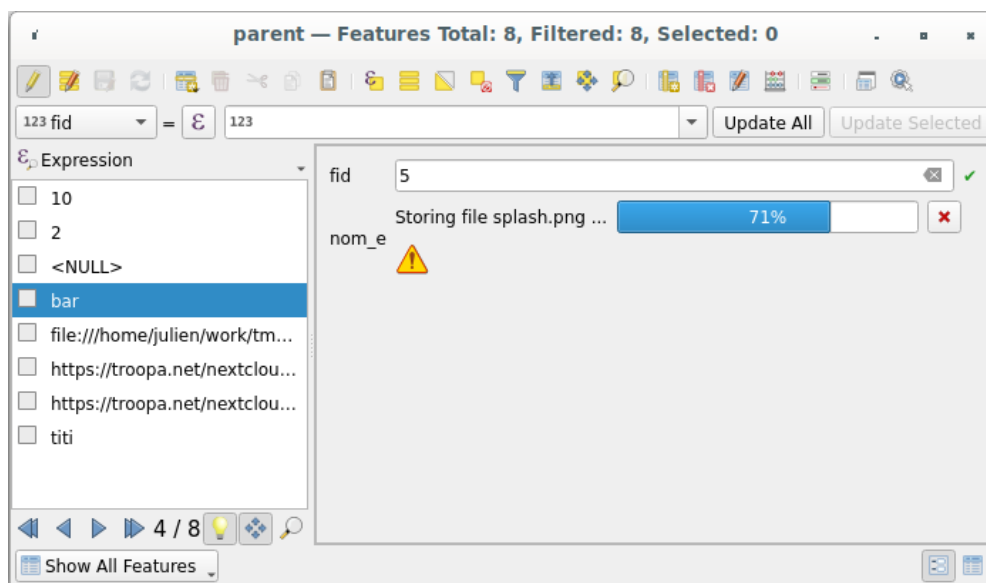 parent — Features Total: 8, Filtered: 8, Selected: 0
123 fid = ε 123 Update All Update Selected
Expression
10
2
<NULL>
bar
file:///home/julien/work/tm...
https://troopa.net/nextclou...
https://troopa.net/nextclou...
titi
fid 5
Storing file splash.png ... 71%
nom_e
4 / 8
Show All Features